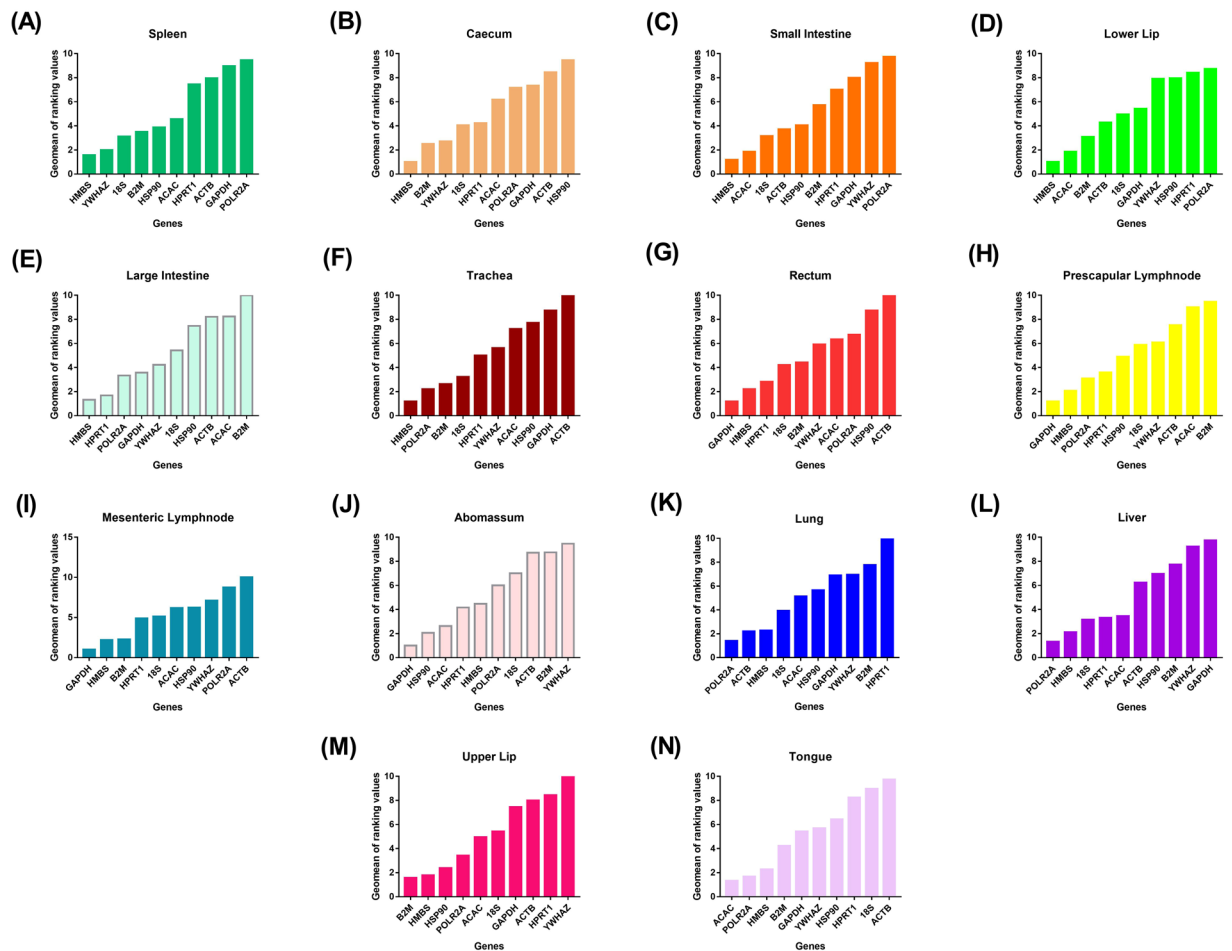 (A)
Spleen
Geomean of ranking values
10
8
6
4
2
0
HMBS
YWHAZ
18S
B2M
HSP90
ACAC
HPRT1
ACTB
GAPDH
POLR2A
Genes
(B)
Caecum
Geomean of ranking values
10
8
6
4
2
0
HMBS
B2M
YWHAZ
18S
HPRT1
ACAC
POLR2A
GAPDH
ACTB
HSP90
Genes
(C)
Small Intestine
Geomean of ranking values
10
8
6
4
2
0
HMBS
ACAC
18S
ACTB
HSP90
B2M
HPRT1
GAPDH
YWHAZ
POLR2A
Genes
(D)
Lower Lip
Geomean of ranking values
10
8
6
4
2
0
HMBS
ACAC
B2M
ACTB
18S
GAPDH
YWHAZ
HSP90
HPRT1
POLR2A
Genes
(E)
Large Intestine
Geomean of ranking values
10
8
6
4
2
0
HMBS
HPRT1
POLR2A
GAPDH
YWHAZ
18S
HSP90
ACTB
ACAC
B2M
Genes
(F)
Trachea
Geomean of ranking values
10
8
6
4
2
0
HMBS
POLR2A
B2M
18S
HPRT1
YWHAZ
ACAC
HSP90
GAPDH
ACTB
Genes
(G)
Rectum
Geomean of ranking values
10
8
6
4
2
0
GAPDH
HMBS
HPRT1
18S
B2M
YWHAZ
ACAC
POLR2A
HSP90
ACTB
Genes
(H)
Prescapular Lymphnode
Geomean of ranking values
10
8
6
4
2
0
GAPDH
HMBS
POLR2A
HPRT1
HSP90
18S
YWHAZ
ACTB
ACAC
B2M
Genes
(I)
Mesenteric Lymphnode
Geomean of ranking values
15
10
5
0
GAPDH
HMBS
B2M
HPRT1
18S
ACAC
HSP90
YWHAZ
POLR2A
ACTB
Genes
(J)
Abomassum
Geomean of ranking values
10
8
6
4
2
0
GAPDH
HSP90
ACAC
HPRT1
HMBS
POLR2A
18S
ACTB
B2M
YWHAZ
Genes
(K)
Lung
Geomean of ranking values
10
8
6
4
2
0
POLR2A
ACTB
HMBS
18S
ACAC
HSP90
GAPDH
YWHAZ
B2M
HPRT1
Genes
(L)
Liver
Geomean of ranking values
10
8
6
4
2
0
POLR2A
HMBS
18S
HPRT1
ACAC
ACTB
HSP90
B2M
YWHAZ
GAPDH
Genes
(M)
Upper Lip
Geomean of ranking values
10
8
6
4
2
0
B2M
HMBS
HSP90
POLR2A
ACAC
18S
GAPDH
ACTB
HPRT1
YWHAZ
Genes
(N)
Tongue
Geomean of ranking values
10
8
6
4
2
0
ACAC
POLR2A
HMBS
B2M
GAPDH
YWHAZ
HSP90
HPRT1
18S
ACTB
Genes